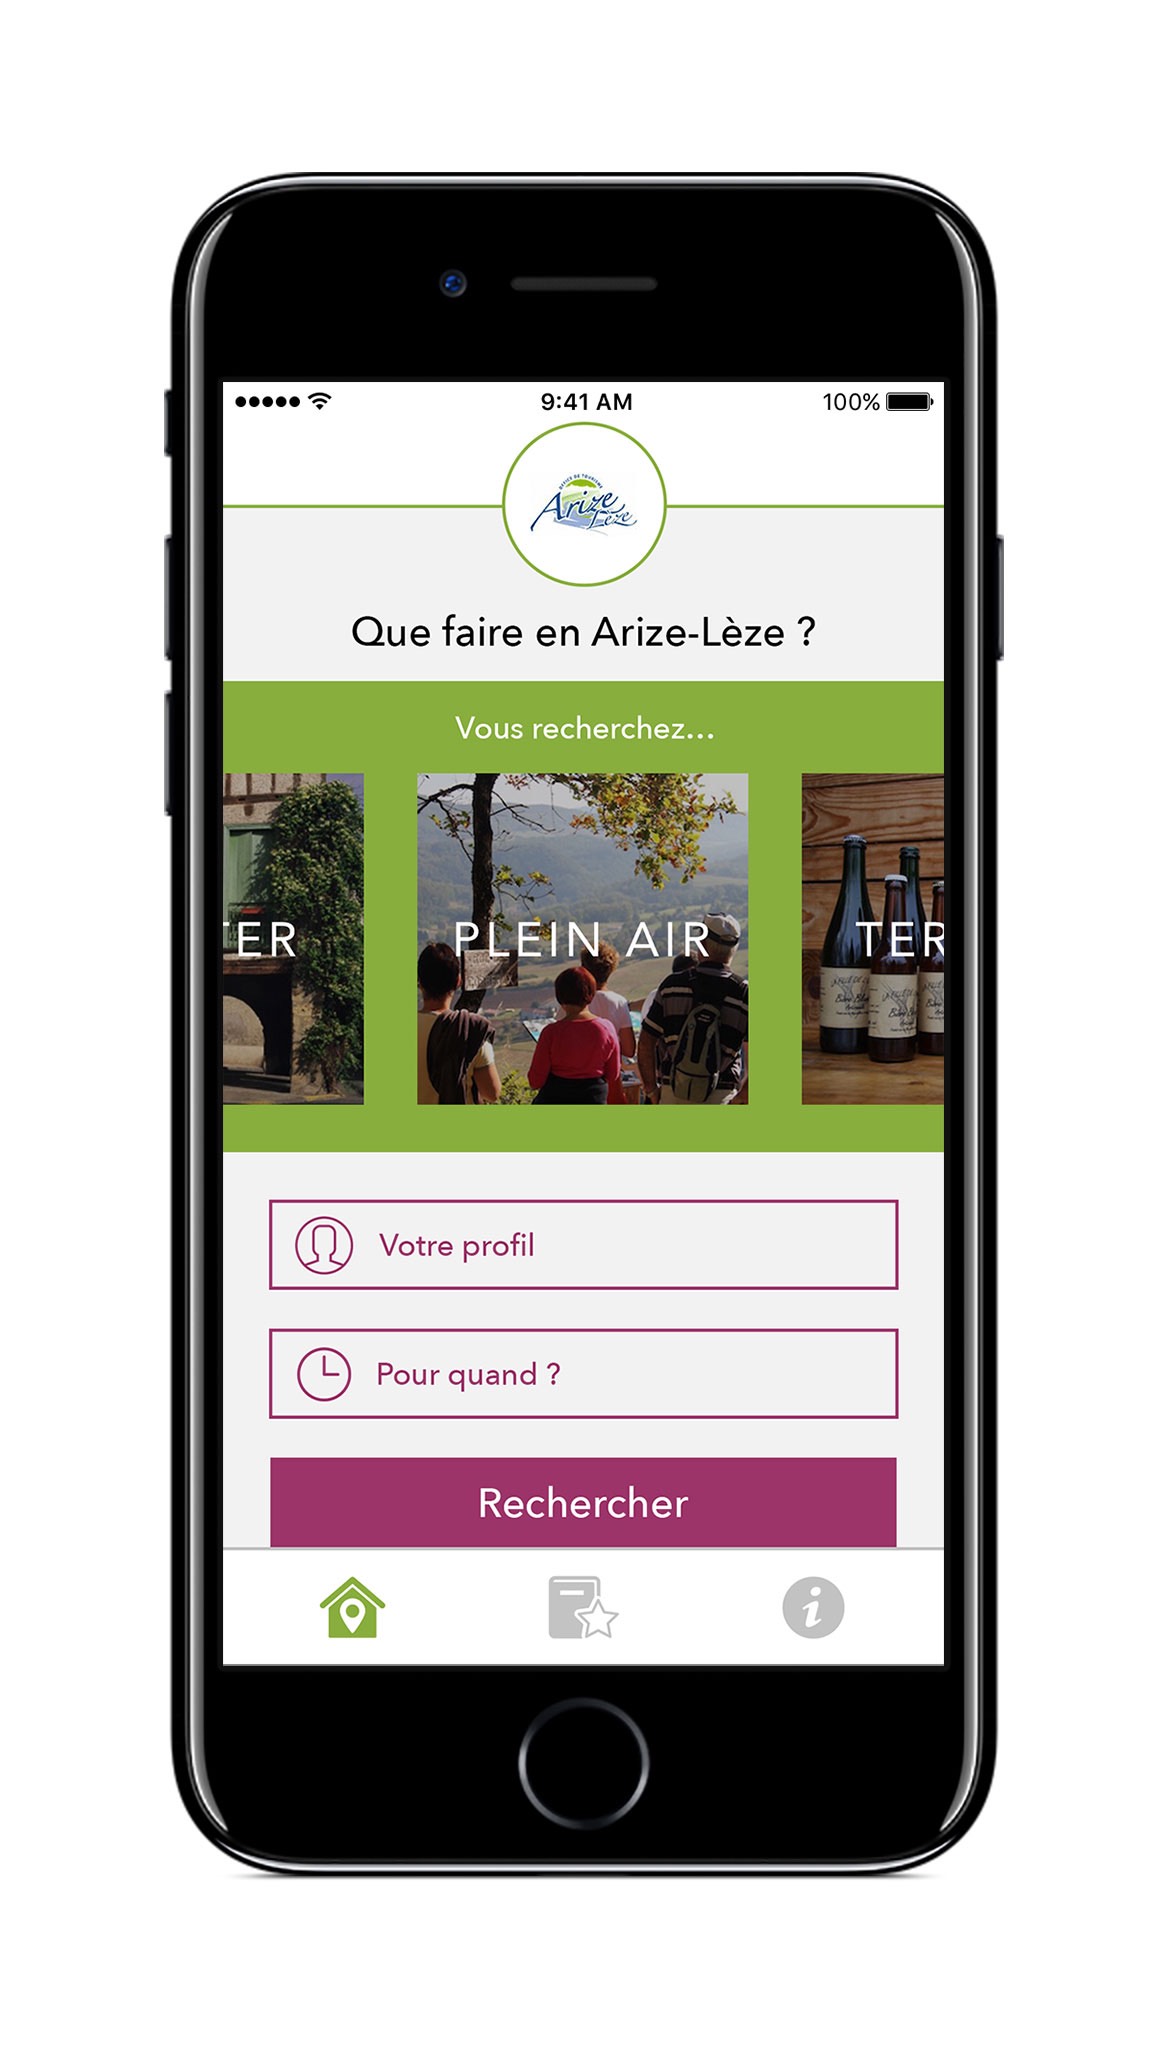 9:41 AM
100%
OFFICE DE TOURISME
Arize
Lèze
Que faire en Arize-Lèze ?
Vous recherchez...
TER
PLEIN AIR
TER
Votre profil
Pour quand ?
Rechercher